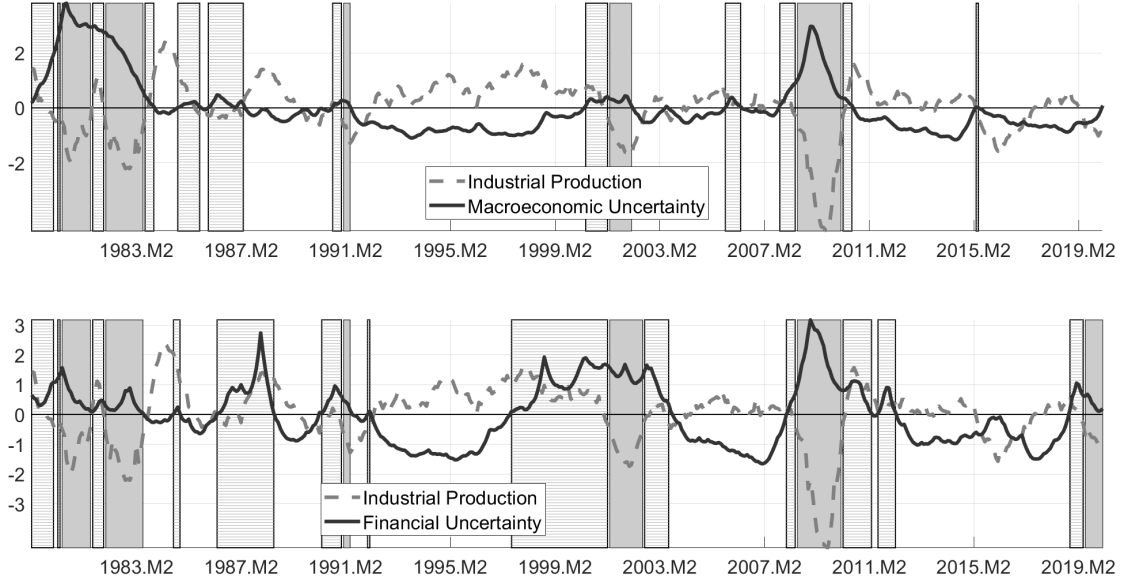 2
0
-2
Industrial Production
Macroeconomic Uncertainty
1983.M2 1987.M2 1991.M2 1995.M2 1999.M2 2003.M2 2007.M2 2011.M2 2015.M2 2019.M2
3
2
1
0
-1
-2
-3
Industrial Production
Financial Uncertainty
1983.M2 1987.M2 1991.M2 1995.M2 1999.M2 2003.M2 2007.M2 2011.M2 2015.M2 2019.M2